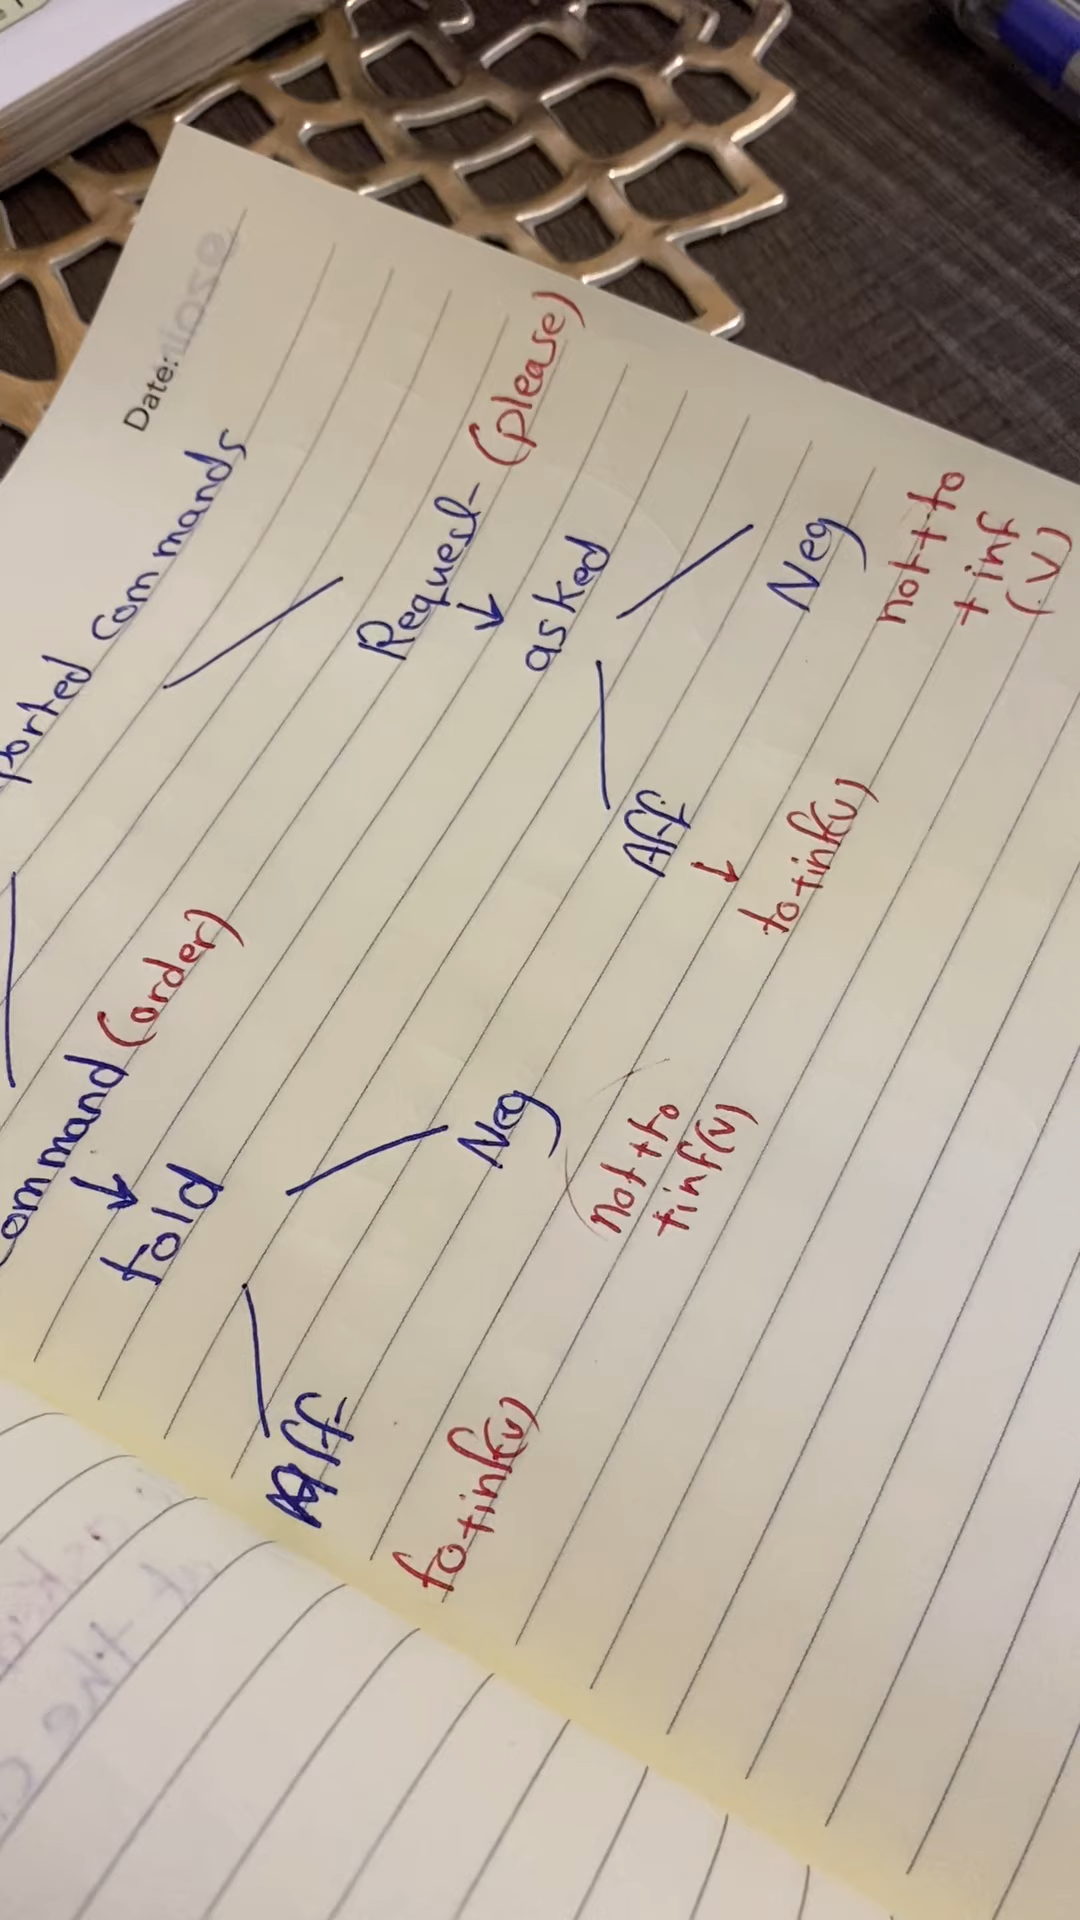 Date:
ported Commands
ommand (order)
Request (please)
↓
told
↓
asked
Aff
Neg
Aff
Neg
to+inf(v)
not+to
+inf(v)
↓
to+inf(v)
not+to
+inf
(v)